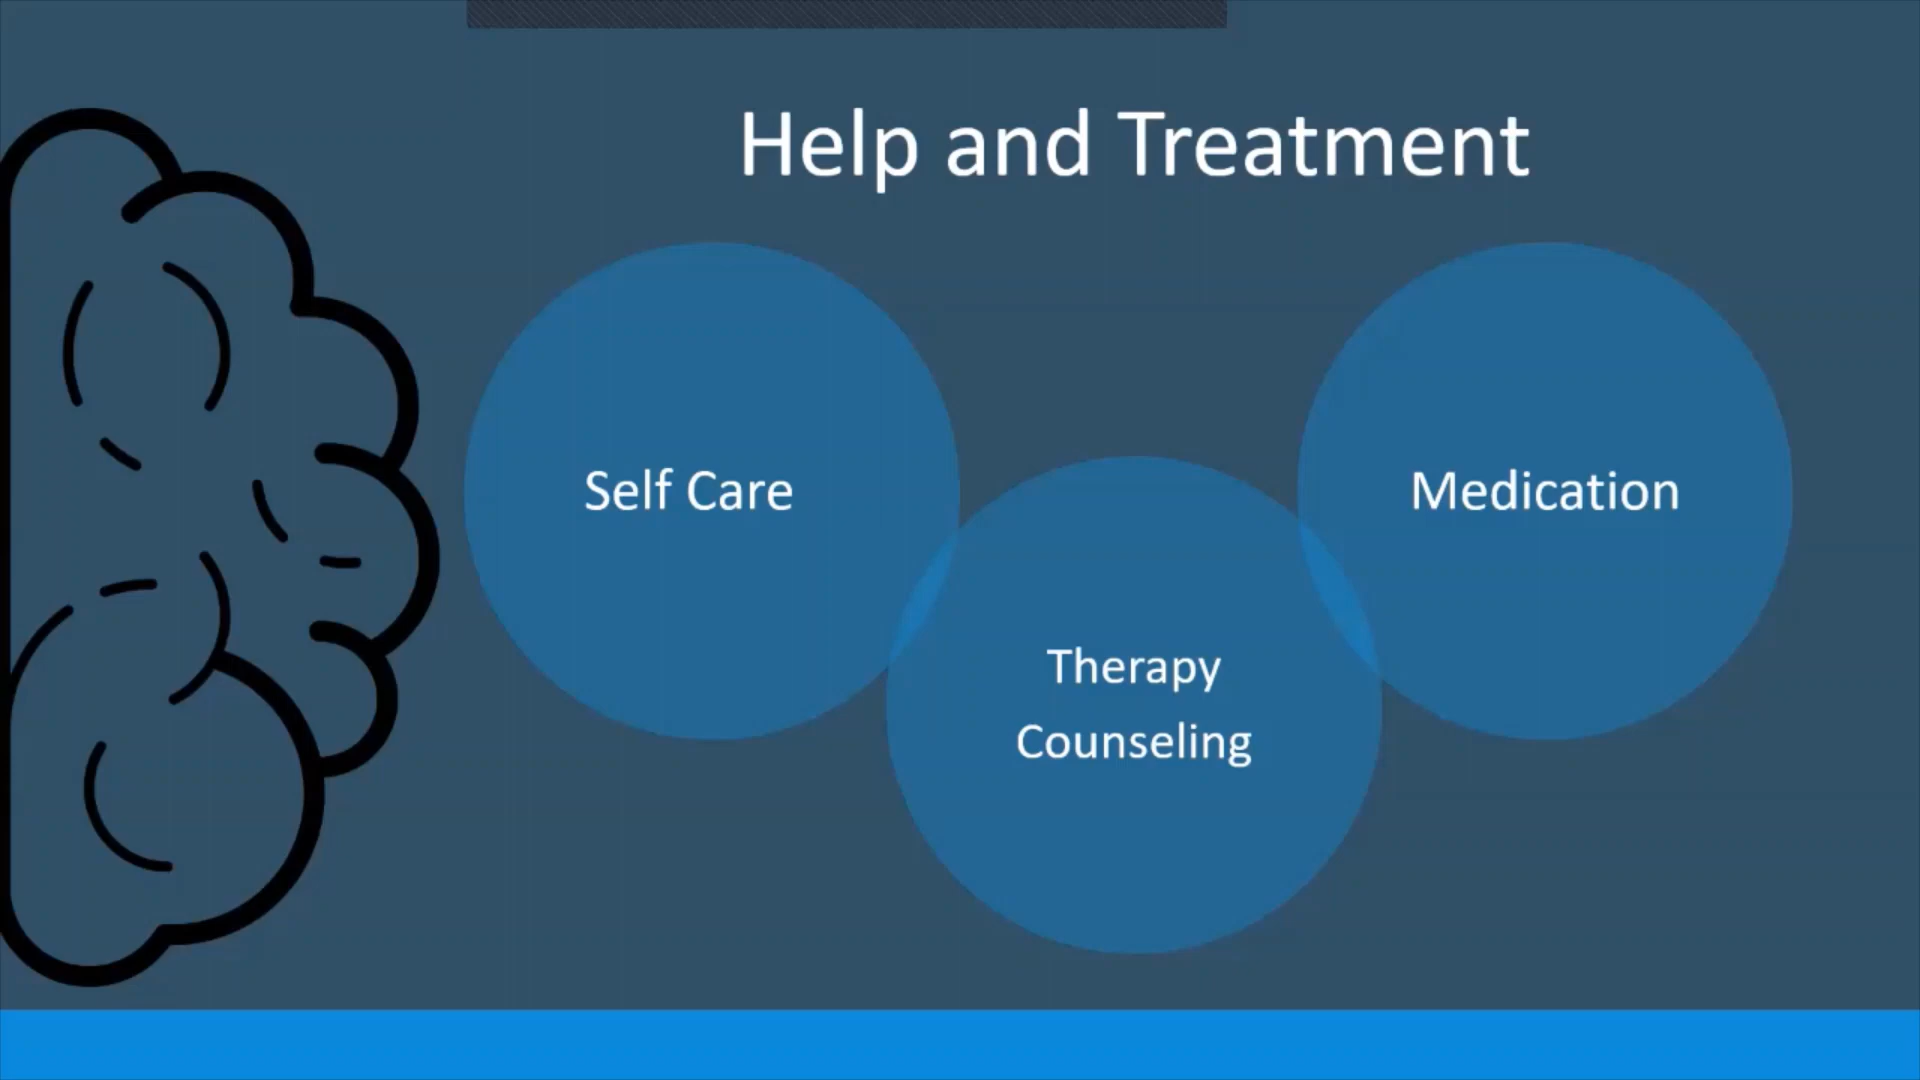 Help and Treatment
Self Care
Medication
Therapy
Counseling